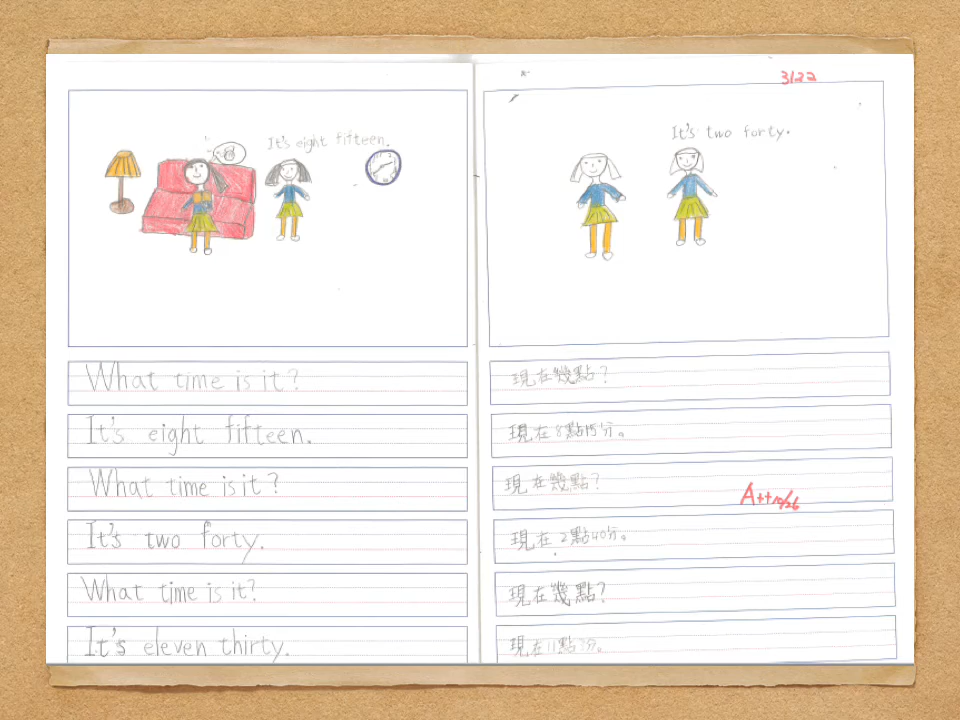 It's eight fifteen.
What time is it?
It's eight fifteen.
What time is it?
It's two forty.
What time is it?
It's eleven thirty.
3/22
It's two forty.
現在幾點?
現在8點15分。
現在幾點?
A++ 10/26
現在2點40分。
現在幾點?
現在11點 分。